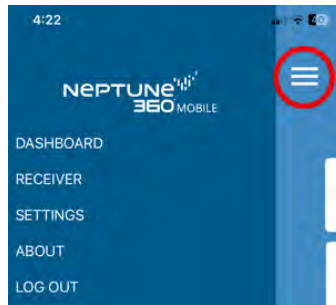 4:22
NEPTUNE
360 MOBILE
DASHBOARD
RECEIVER
SETTINGS
ABOUT
LOG OUT